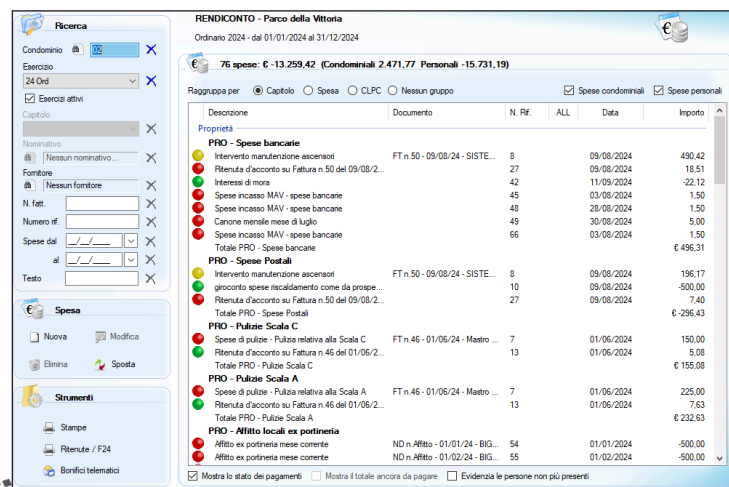 Ricerca
Condominio 02
Esercizio
24 Ord
Esercizi attivi
Capitolo
Nominativo
Nessun nominativo...
Fornitore
Nessun fornitore
N. fatt.
Numero rif.
Spese dal __/__/____
al __/__/____
Testo
Spesa
Nuova Modifica
Elimina Sposta
Strumenti
Stampe
Ritenute / F24
Bonifici telematici
RENDICONTO - Parco della Vittoria
Ordinario 2024 - dal 01/01/2024 al 31/12/2024
76 spese: € -13.259,42 (Condominiali 2.471,77 Personali -15.731,19)
Raggruppa per Capitolo Spesa CLPC Nessun gruppo Spese condominiali Spese personali
Descrizione Documento N. Rif. ALL Data Importo
Proprietà
PRO - Spese bancarie
Intervento manutenzione ascensori FT n.50 - 09/08/24 - SISTE... 8 09/08/2024 490,42
Ritenuta d'acconto su Fattura n.50 del 09/08/2... 27 09/08/2024 18,51
Interessi di mora 42 11/09/2024 -22,12
Spese incasso MAV - spese bancarie 45 03/08/2024 1,50
Spese incasso MAV - spese bancarie 48 28/08/2024 1,50
Canone mensile mese di luglio 49 30/08/2024 5,00
Spese incasso MAV - spese bancarie 66 03/08/2024 1,50
Totale PRO - Spese bancarie € 496,31
PRO - Spese Postali
Intervento manutenzione ascensori FT n.50 - 09/08/24 - SISTE... 8 09/08/2024 196,17
giroconto spese riscaldamento come da prospe... 10 09/08/2024 -500,00
Ritenuta d'acconto su Fattura n.50 del 09/08/2... 27 09/08/2024 7,40
Totale PRO - Spese Postali € -296,43
PRO - Pulizie Scala C
Spese di pulizie - Pulizia relativa alla Scala C FT n.46 - 01/06/24 - Mastro ... 7 01/06/2024 150,00
Ritenuta d'acconto su Fattura n.46 del 01/06/2... 13 01/06/2024 5,08
Totale PRO - Pulizie Scala C € 155,08
PRO - Pulizie Scala A
Spese di pulizie - Pulizia relativa alla Scala A FT n.46 - 01/06/24 - Mastro ... 7 01/06/2024 225,00
Ritenuta d'acconto su Fattura n.46 del 01/06/2... 13 01/06/2024 7,63
Totale PRO - Pulizie Scala A € 232,63
PRO - Affitto locali ex portineria
Affitto ex portineria mese corrente ND n.Affitto - 01/01/24 - BIG... 54 01/01/2024 -500,00
Affitto ex portineria mese corrente ND n.Affitto - 01/02/24 - BIG... 55 01/02/2024 -500,00
Mostra lo stato dei pagamenti Mostra il totale ancora da pagare Evidenzia le persone non più presenti